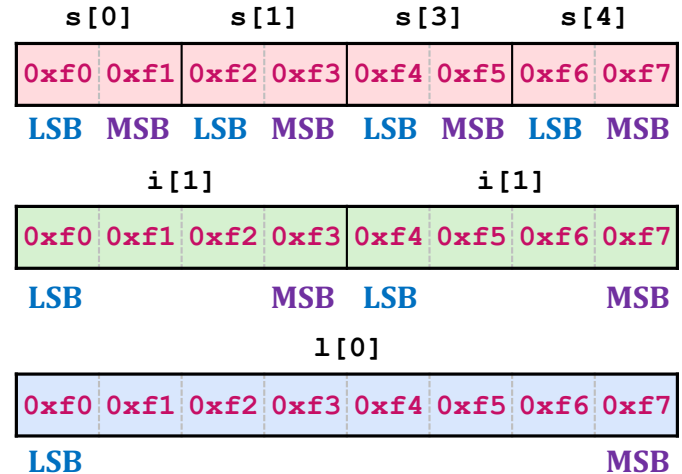 s[0] s[1] s[3] s[4]
0xf0 0xf1 0xf2 0xf3 0xf4 0xf5 0xf6 0xf7
LSB MSB LSB MSB LSB MSB LSB MSB
i[1] i[1]
0xf0 0xf1 0xf2 0xf3 0xf4 0xf5 0xf6 0xf7
LSB MSB LSB MSB
l[0]
0xf0 0xf1 0xf2 0xf3 0xf4 0xf5 0xf6 0xf7
LSB MSB